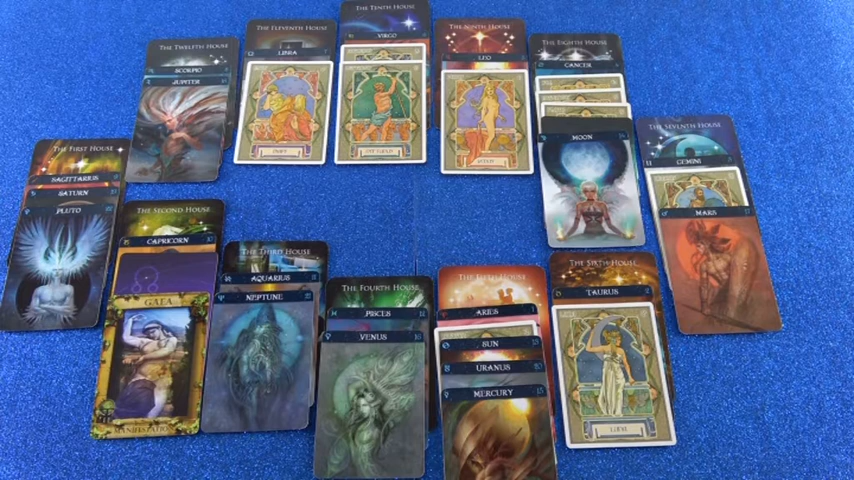 THE TENTH HOUSE
VIRGO
THE ELEVENTH HOUSE
LIBRA
THE NINTH HOUSE
LEO
THE TWELFTH HOUSE
SCORPIO
JUPITER
THE EIGHTH HOUSE
CANCER
MOON
THE SEVENTH HOUSE
GEMINI
MARS
THE FIRST HOUSE
SAGITTARIUS
SATURN
PLUTO
THE SECOND HOUSE
CAPRICORN
GAEA
MANIFESTATION
THE THIRD HOUSE
AQUARIUS
NEPTUNE
THE FOURTH HOUSE
PISCES
VENUS
THE FIFTH HOUSE
ARIES
SUN
URANUS
MERCURY
THE SIXTH HOUSE
TAURUS